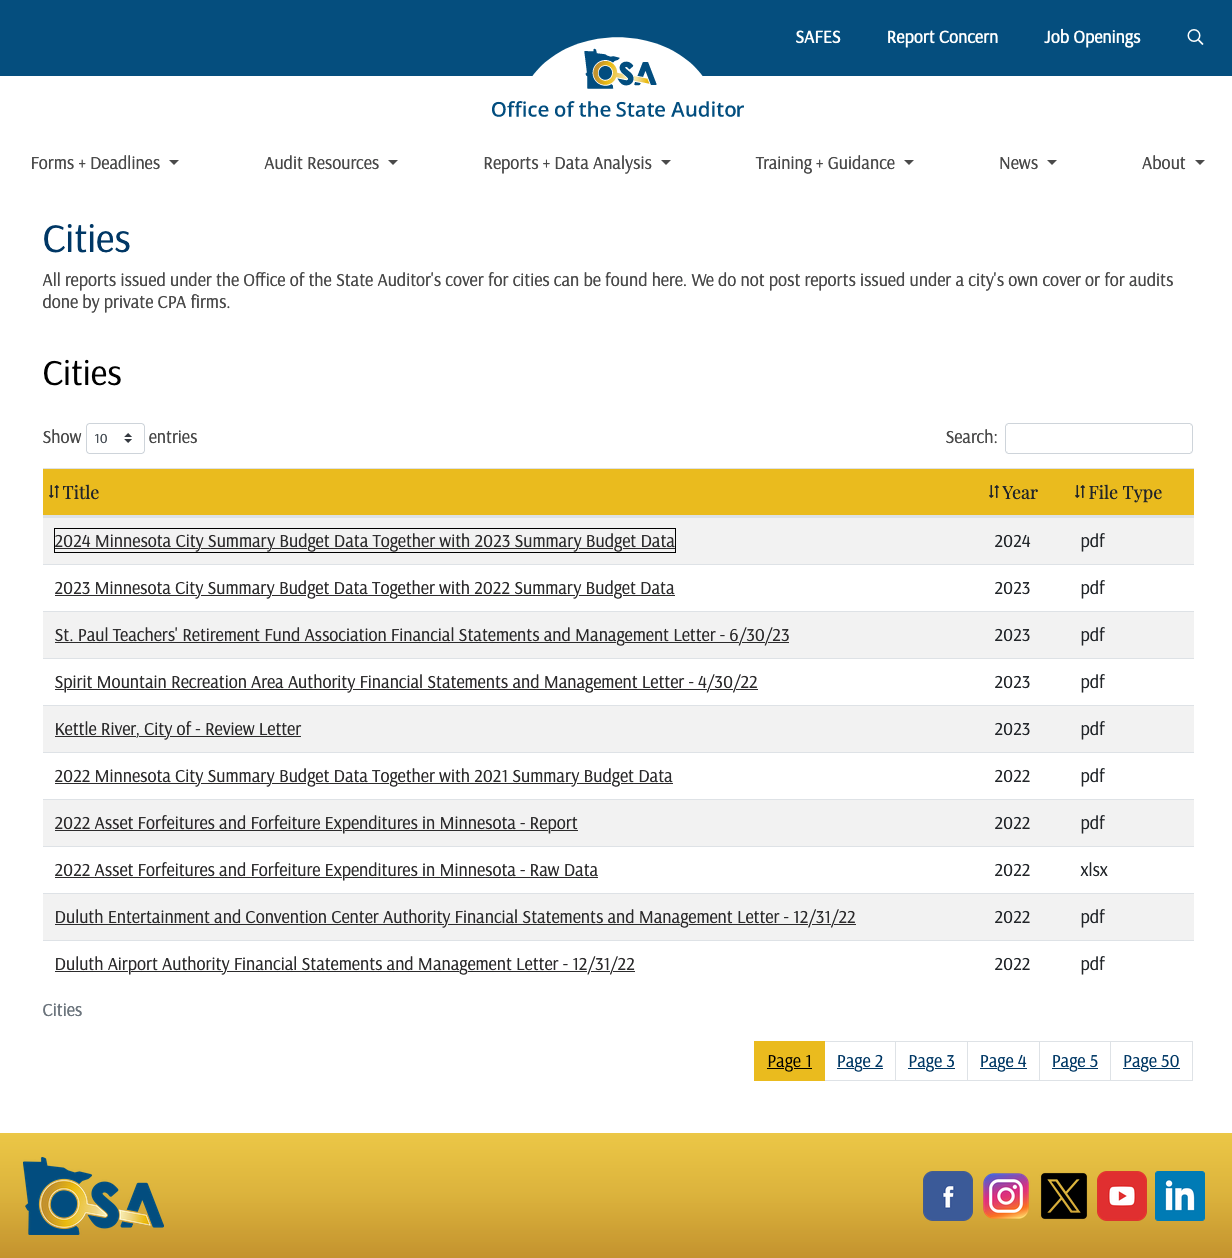 SAFES Report Concern Job Openings
OSA
Office of the State Auditor
Forms + Deadlines Audit Resources Reports + Data Analysis Training + Guidance News About
Cities
All reports issued under the Office of the State Auditor's cover for cities can be found here. We do not post reports issued under a city's own cover or for audits
done by private CPA firms.
Cities
Show 10 entries Search:
Title Year File Type
2024 Minnesota City Summary Budget Data Together with 2023 Summary Budget Data 2024 pdf
2023 Minnesota City Summary Budget Data Together with 2022 Summary Budget Data 2023 pdf
St. Paul Teachers' Retirement Fund Association Financial Statements and Management Letter - 6/30/23 2023 pdf
Spirit Mountain Recreation Area Authority Financial Statements and Management Letter - 4/30/22 2023 pdf
Kettle River, City of - Review Letter 2023 pdf
2022 Minnesota City Summary Budget Data Together with 2021 Summary Budget Data 2022 pdf
2022 Asset Forfeitures and Forfeiture Expenditures in Minnesota - Report 2022 pdf
2022 Asset Forfeitures and Forfeiture Expenditures in Minnesota - Raw Data 2022 xlsx
Duluth Entertainment and Convention Center Authority Financial Statements and Management Letter - 12/31/22 2022 pdf
Duluth Airport Authority Financial Statements and Management Letter - 12/31/22 2022 pdf
Cities
Page 1 Page 2 Page 3 Page 4 Page 5 Page 50
OSA f X in